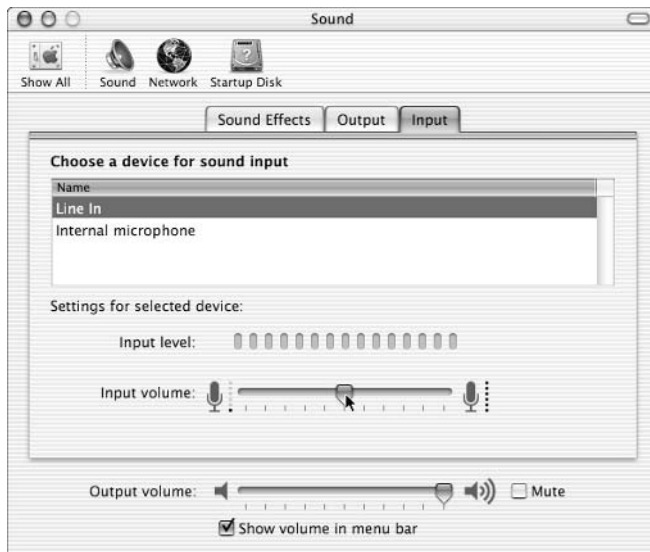 Sound
Show All Sound Network Startup Disk
Sound Effects Output Input
Choose a device for sound input
Name
Line In
Internal microphone
Settings for selected device:
Input level:
Input volume:
Output volume: Mute
Show volume in menu bar